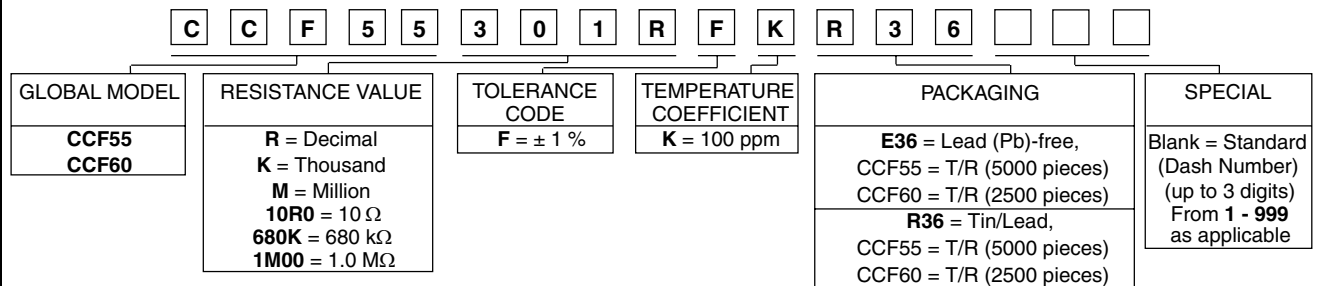 C C F 5 5 3 0 1 R F K R 3 6
GLOBAL MODEL
CCF55
CCF60
RESISTANCE VALUE
R = Decimal
K = Thousand
M = Million
10R0 = 10 Ω
680K = 680 kΩ
1M00 = 1.0 MΩ
TOLERANCE
CODE
F = ± 1 %
TEMPERATURE
COEFFICIENT
K = 100 ppm
PACKAGING
E36 = Lead (Pb)-free,
CCF55 = T/R (5000 pieces)
CCF60 = T/R (2500 pieces)
R36 = Tin/Lead,
CCF55 = T/R (5000 pieces)
CCF60 = T/R (2500 pieces)
SPECIAL
Blank = Standard
(Dash Number)
(up to 3 digits)
From 1 - 999
as applicable